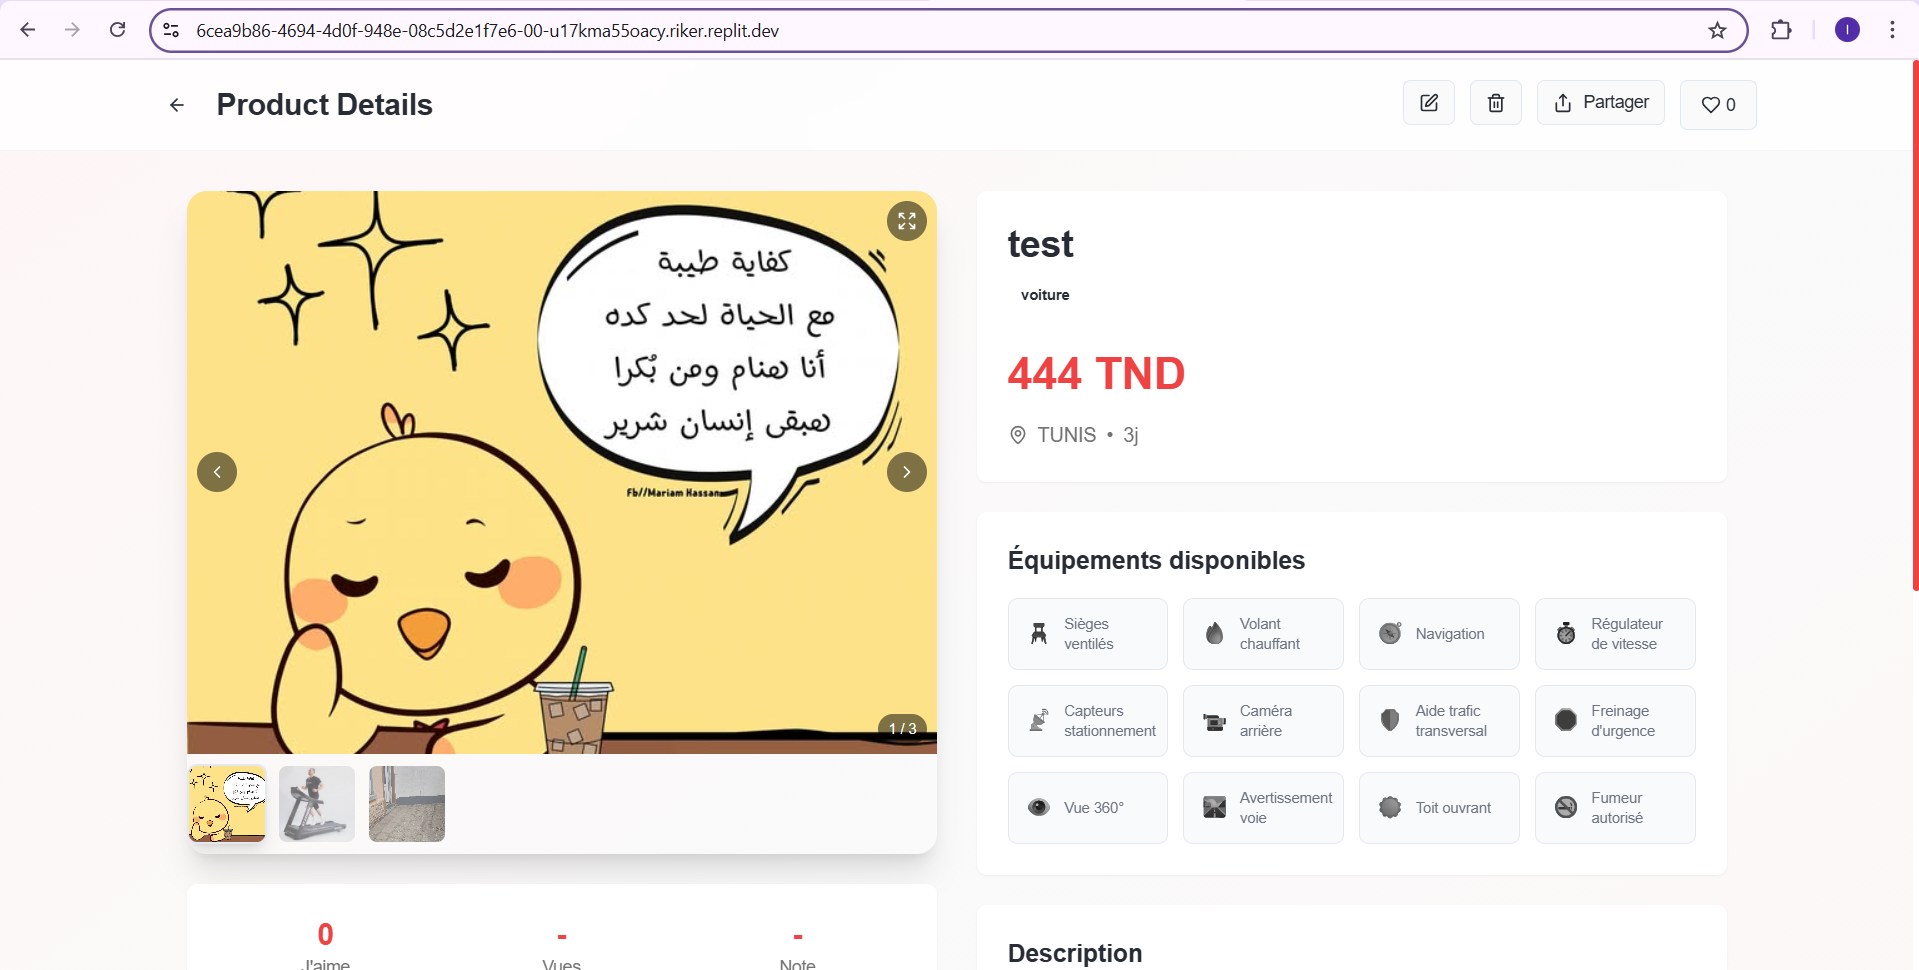 6cea9b86-4694-4d0f-948e-08c5d2e1f7e6-00-u17kma55oacy.riker.replit.dev
I
Product Details
Partager
0
كفاية طيبة
مع الحياة لحد كده
أنا هنام ومن بُكرا
هبقى إنسان شرير
Fb//Mariam Hassan
1 / 3
0
-
-
J'aime
Vues
Note
test
voiture
444 TND
TUNIS • 3j
Équipements disponibles
Sièges
ventilés
Volant
chauffant
Navigation
Régulateur
de vitesse
Capteurs
stationnement
Caméra
arrière
Aide trafic
transversal
Freinage
d'urgence
Vue 360°
Avertissement
voie
Toit ouvrant
Fumeur
autorisé
Description